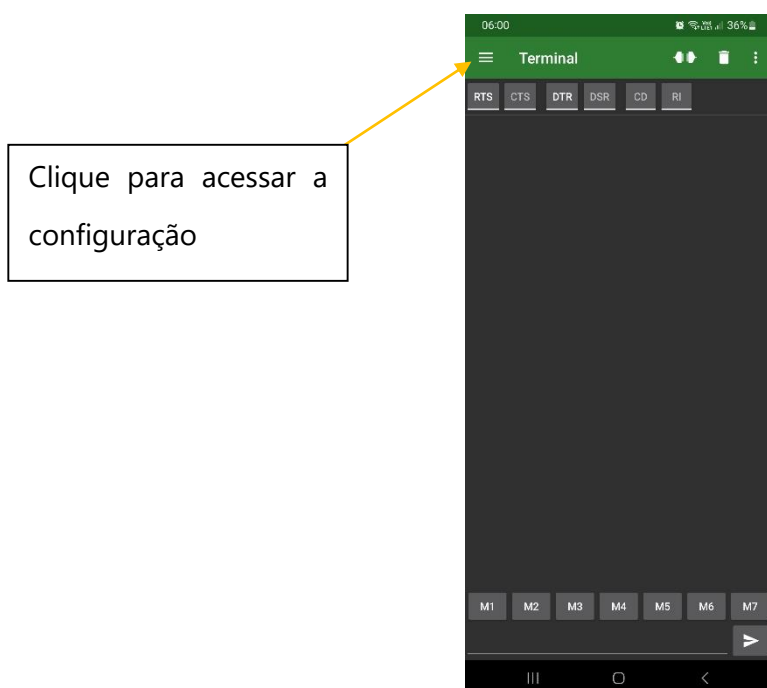 06:00
36%
Terminal
RTS CTS DTR DSR CD RI
Clique para acessar a
configuração
M1 M2 M3 M4 M5 M6 M7